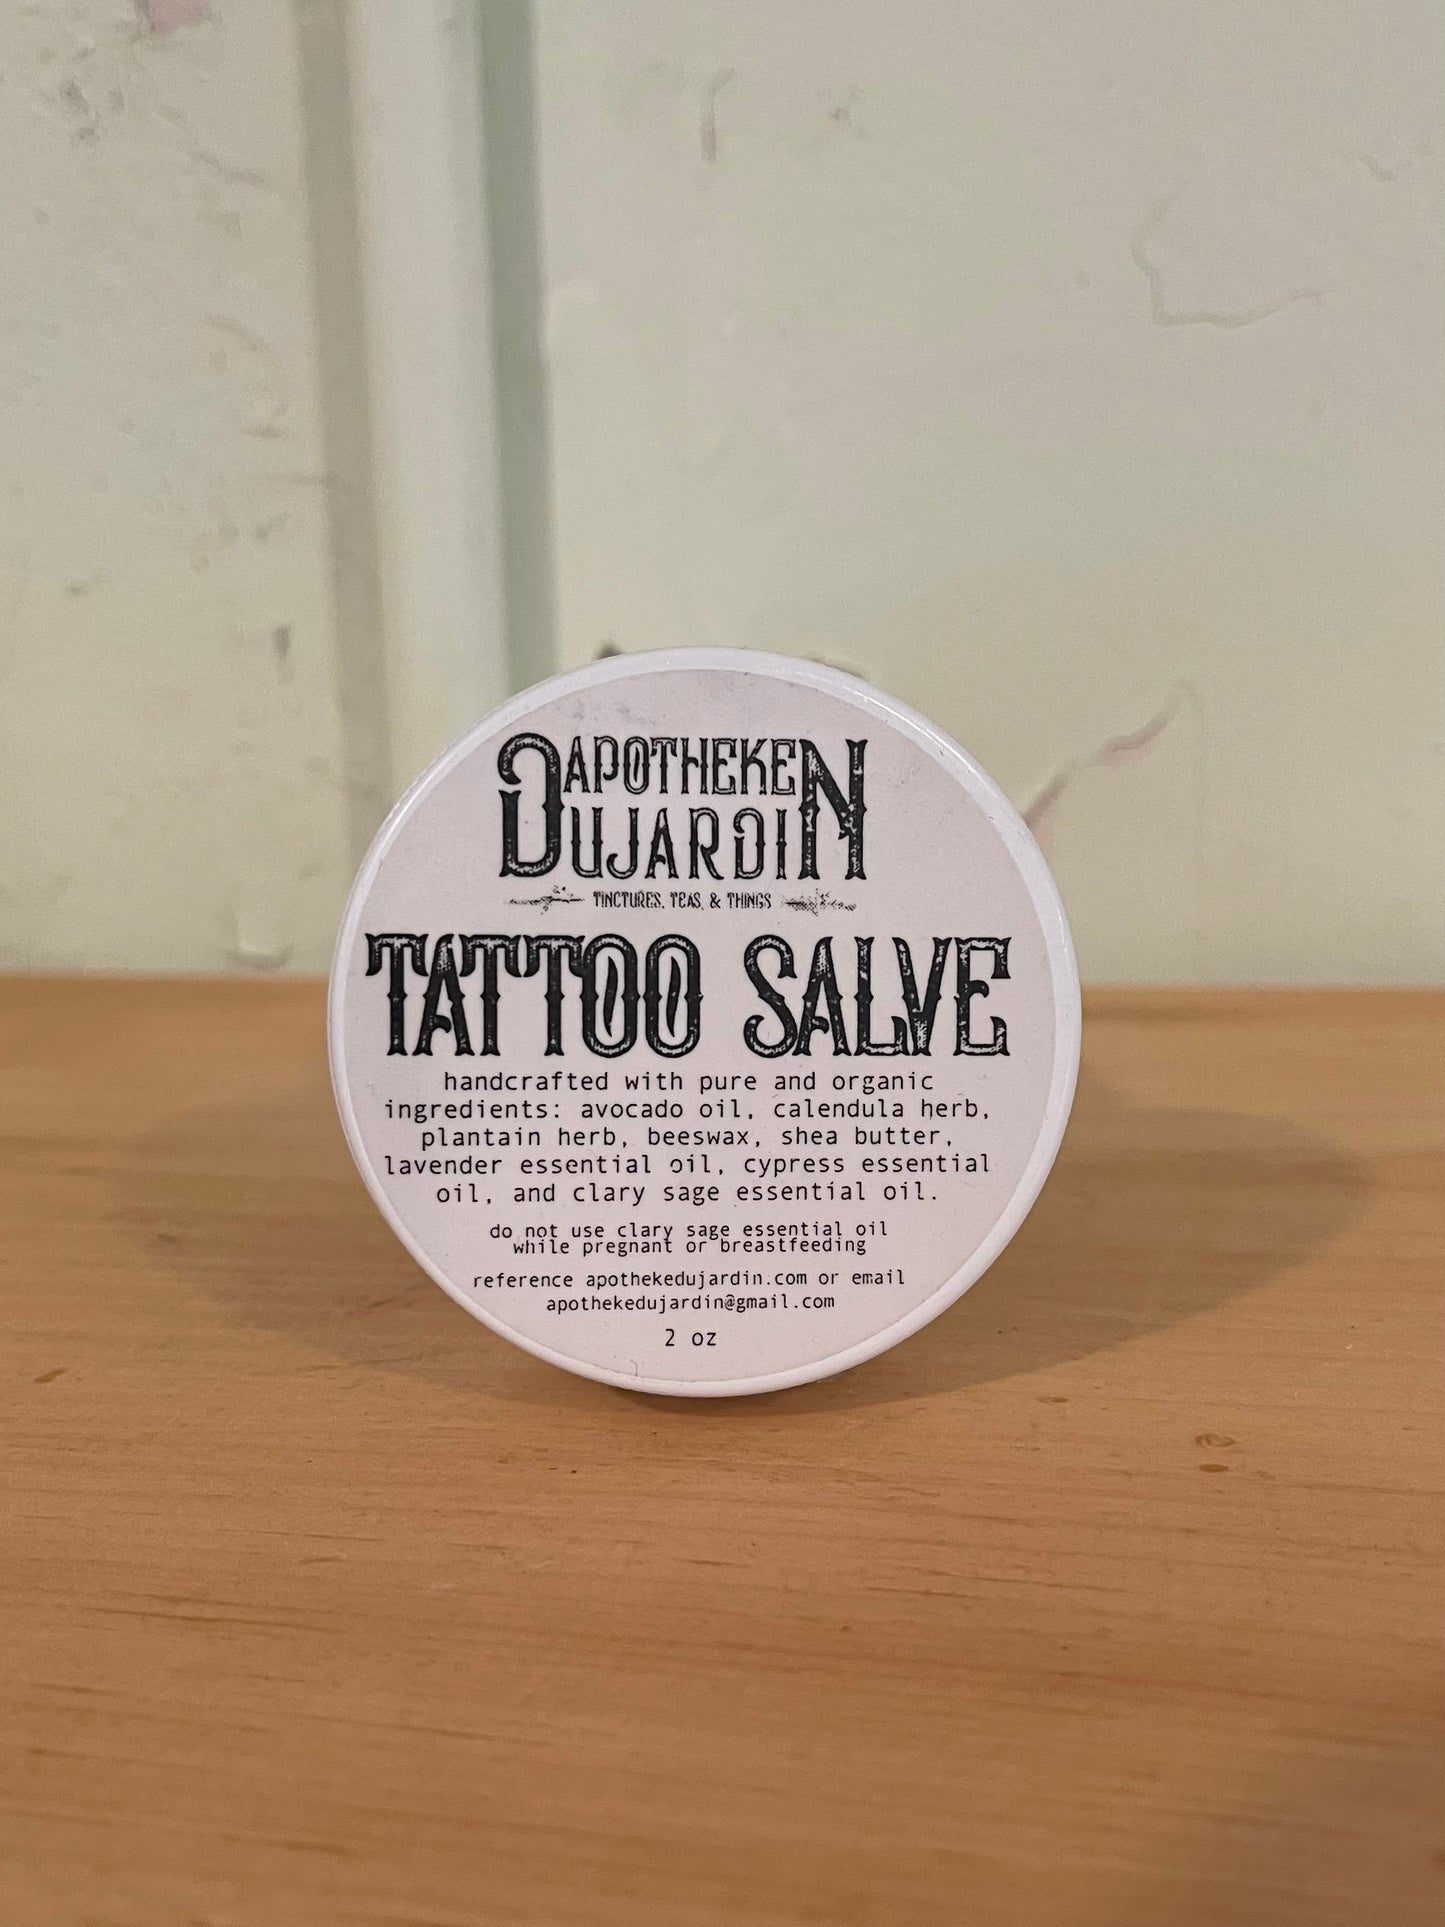 APOTHEKE
DUJARDIN
TINCTURES, TEAS, & THINGS
TATTOO SALVE
handcrafted with pure and organic
ingredients: avocado oil, calendula herb,
plantain herb, beeswax, shea butter,
lavender essential oil, cypress essential
oil, and clary sage essential oil.
do not use clary sage essential oil
while pregnant or breastfeeding
reference apothekedujardin.com or email
apothekedujardin@gmail.com
2 oz